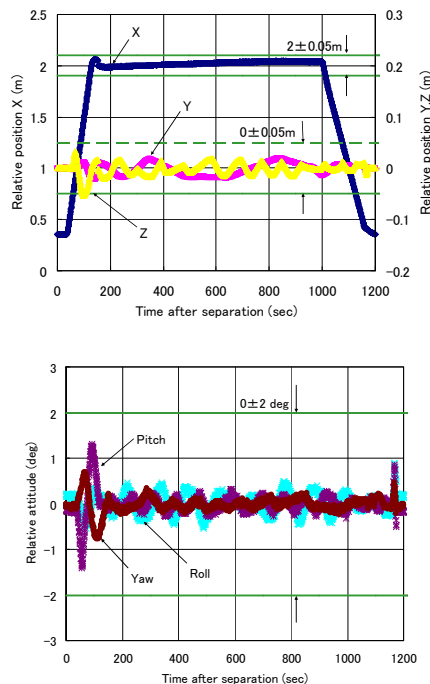 Relative position X (m)
Relative position Y,Z (m)
2.5
2
1.5
1
0.5
0
0.3
0.2
0.1
0
−0.1
−0.2
X
2±0.05m
Y
0±0.05m
Z
0 200 400 600 800 1000 1200
Time after separation (sec)
Relative attitude (deg)
3
2
1
0
−1
−2
−3
0±2 deg
Pitch
Yaw
Roll
0 200 400 600 800 1000 1200
Time after separation (sec)